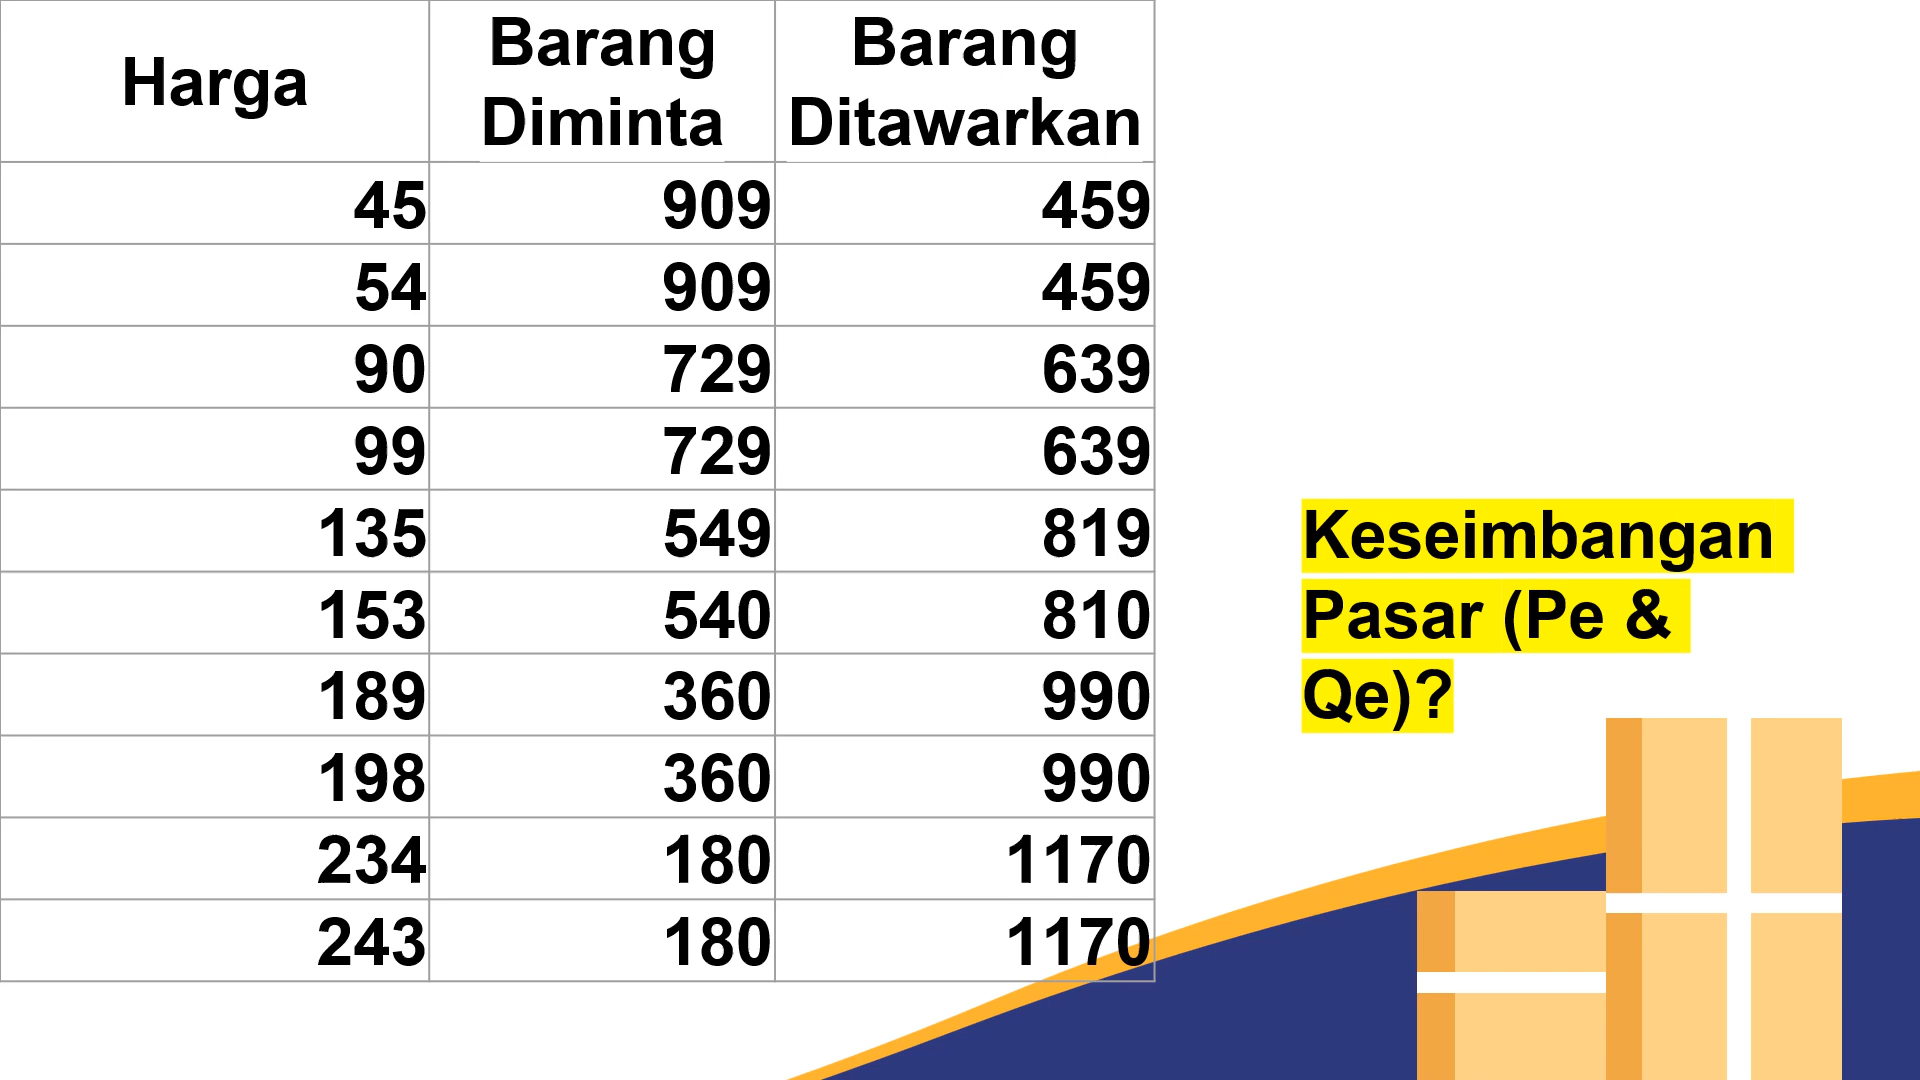 Harga
Barang
Diminta
Barang
Ditawarkan
45 909 459
54 909 459
90 729 639
99 729 639
135 549 819
153 540 810
189 360 990
198 360 990
234 180 1170
243 180 1170
Keseimbangan
Pasar (Pe &
Qe)?